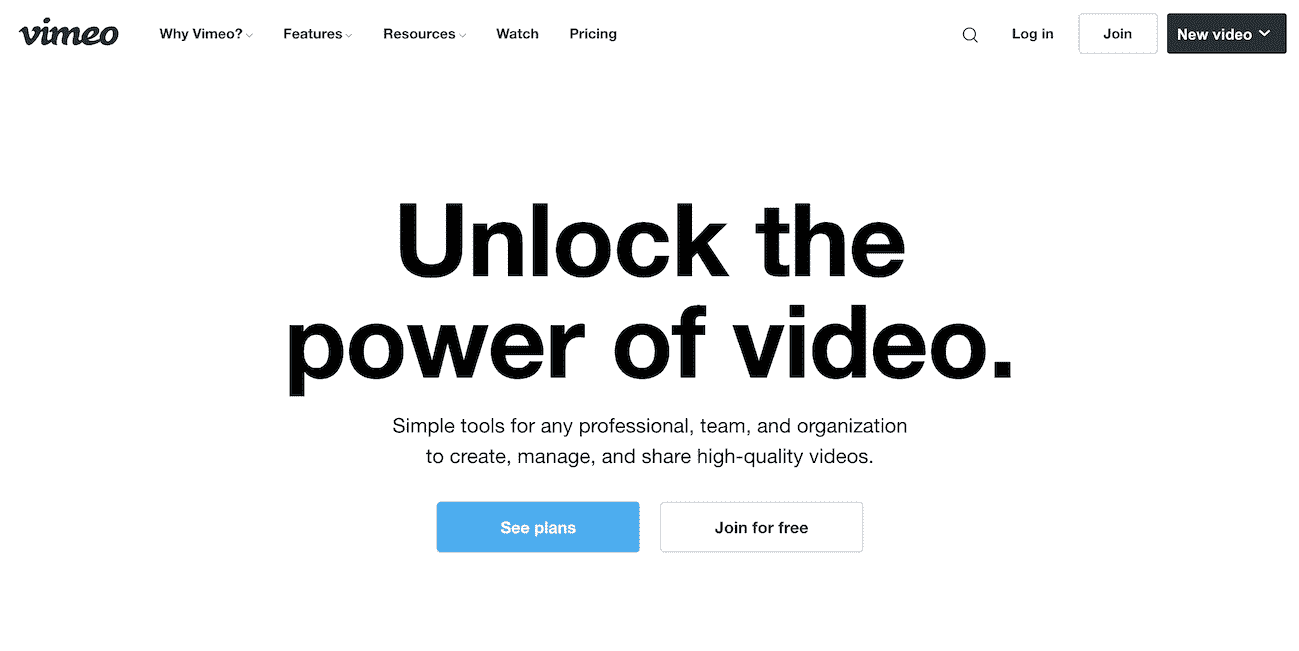 vimeo Why Vimeo? Features Resources Watch Pricing Log in Join New video
Unlock the
power of video.
Simple tools for any professional, team, and organization
to create, manage, and share high-quality videos.
See plans Join for free